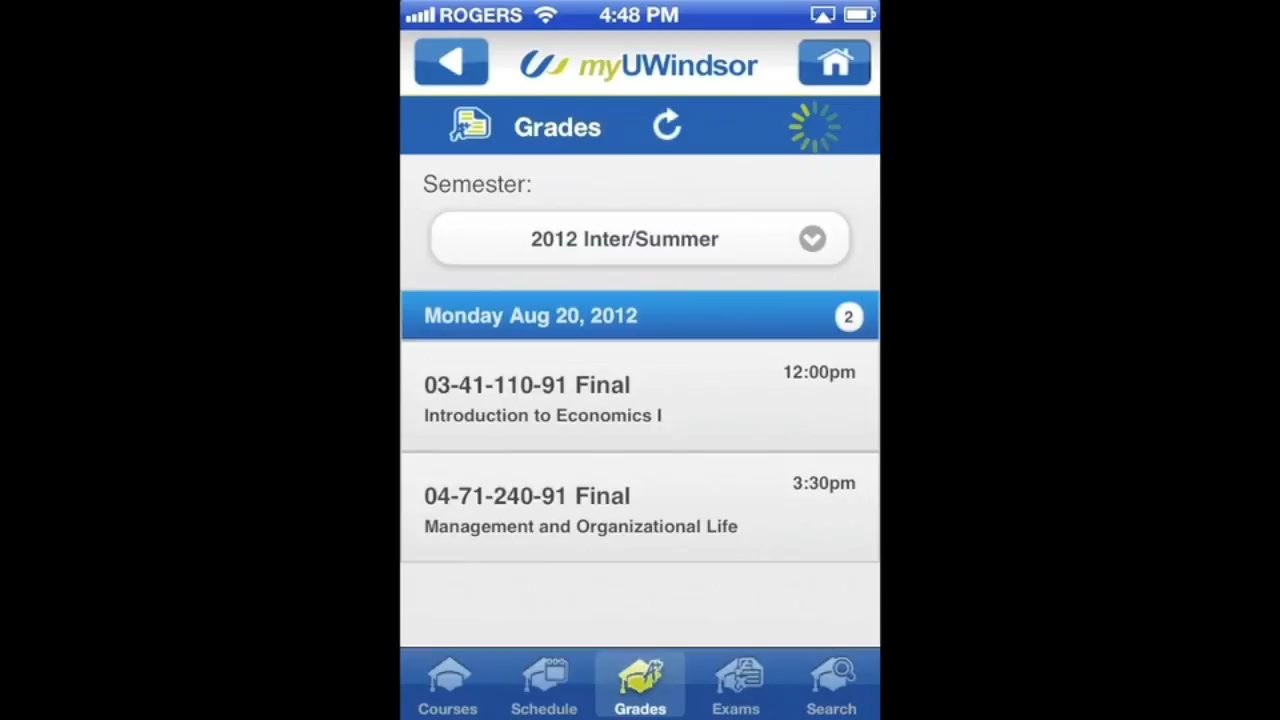 ROGERS 4:48 PM
myUWindsor
Grades
Semester:
2012 Inter/Summer
Monday Aug 20, 2012 2
12:00pm
03-41-110-91 Final
Introduction to Economics I
3:30pm
04-71-240-91 Final
Management and Organizational Life
Courses Schedule Grades Exams Search